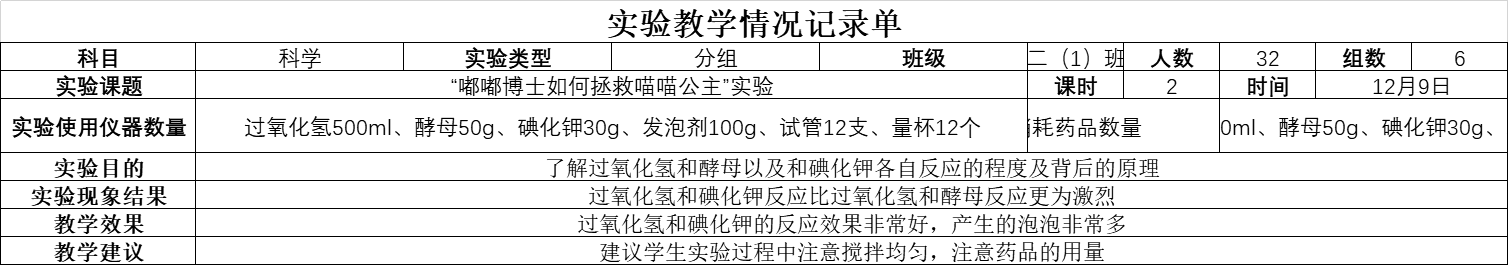 实验教学情况记录单
科目 科学 实验类型 分组 班级 二（1）班 人数 32 组数 6
实验课题 “嘟嘟博士如何拯救喵喵公主”实验 课时 2 时间 12月9日
实验使用仪器数量 过氧化氢500ml、酵母50g、碘化钾30g、发泡剂100g、试管12支、量杯12个 耗药品数量 0ml、酵母50g、碘化钾30g、
实验目的 了解过氧化氢和酵母以及和碘化钾各自反应的程度及背后的原理
实验现象结果 过氧化氢和碘化钾反应比过氧化氢和酵母反应更为激烈
教学效果 过氧化氢和碘化钾的反应效果非常好，产生的泡泡非常多
教学建议 建议学生实验过程中注意搅拌均匀，注意药品的用量